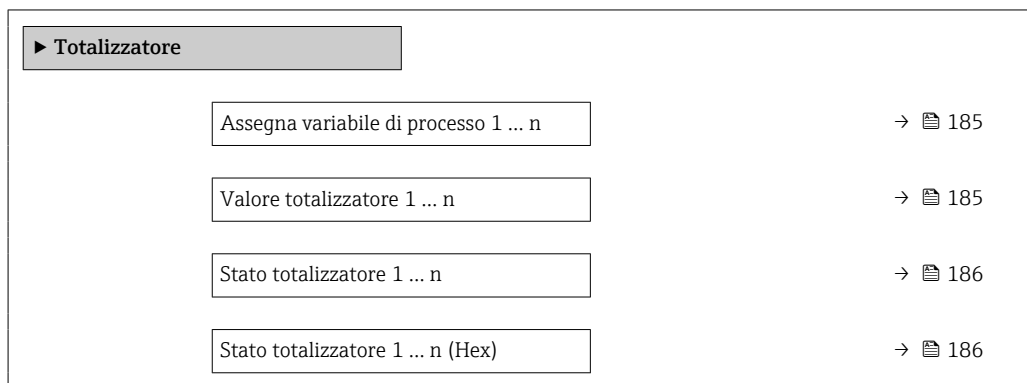 ► Totalizzatore
Assegna variabile di processo 1 … n → 185
Valore totalizzatore 1 … n → 185
Stato totalizzatore 1 … n → 186
Stato totalizzatore 1 … n (Hex) → 186